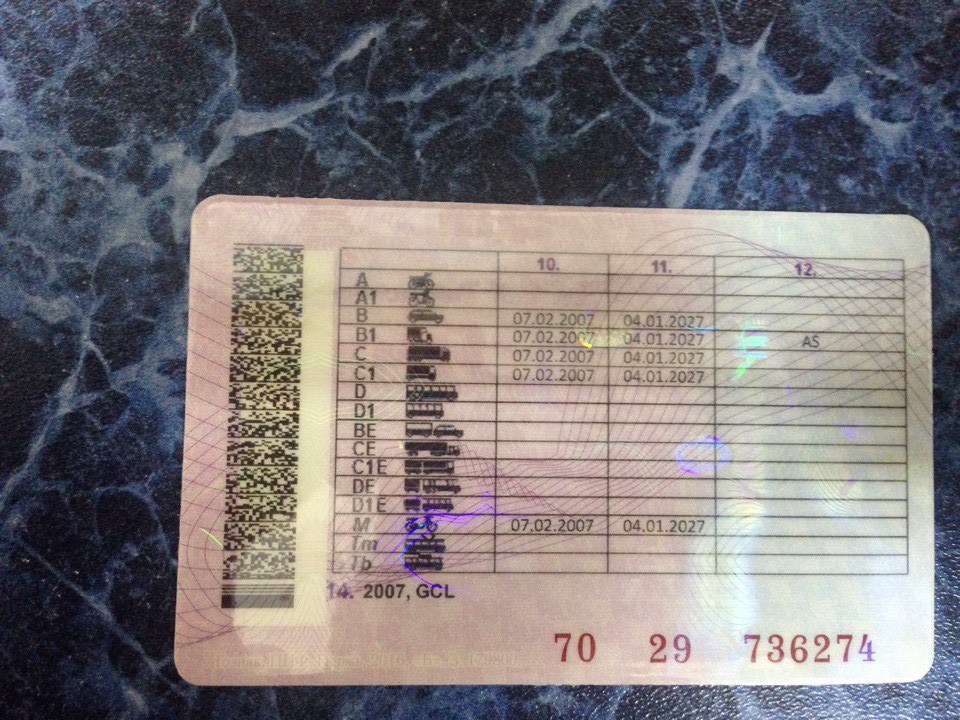 10. 11. 12.
A
A1
B 07.02.2007 04.01.2027
B1 07.02.2007 04.01.2027 AS
C 07.02.2007 04.01.2027
C1 07.02.2007 04.01.2027
D
D1
BE
CE
C1E
DE
D1E
M 07.02.2007 04.01.2027
Tm
Tb
14. 2007, GCL
70 29 736274